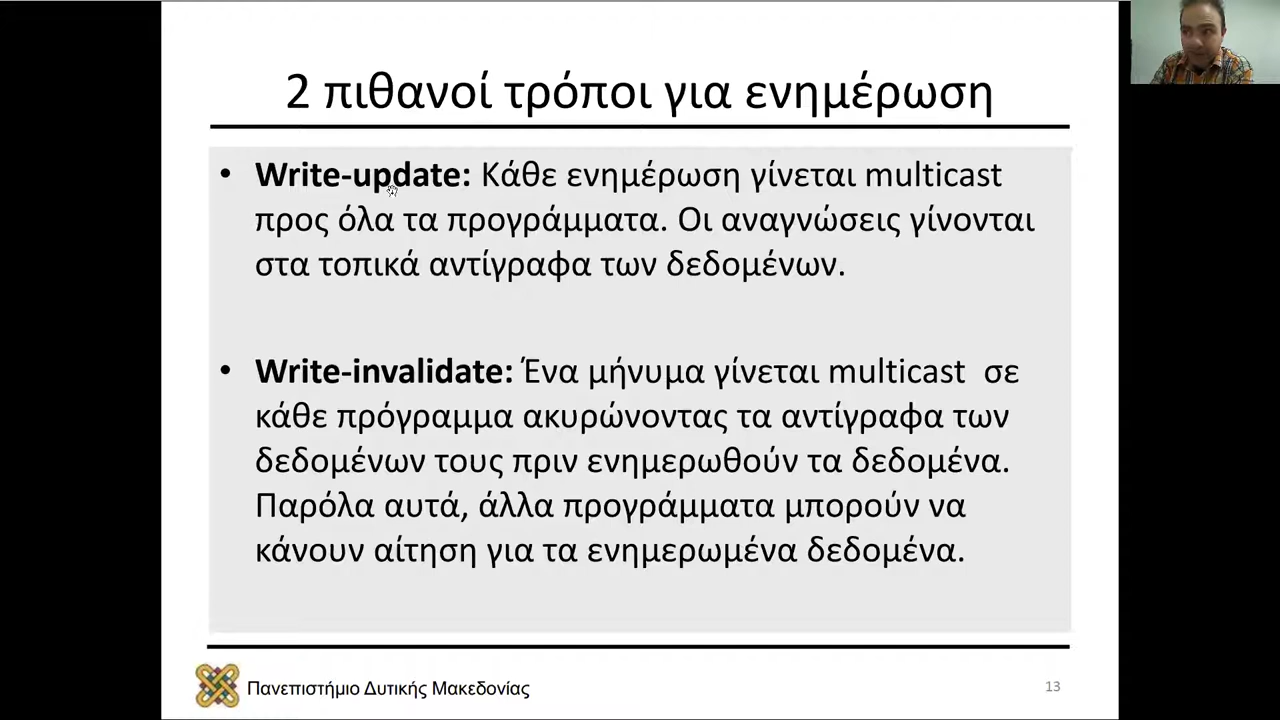 2 πιθανοί τρόποι για ενημέρωση
• Write-update: Κάθε ενημέρωση γίνεται multicast
προς όλα τα προγράμματα. Οι αναγνώσεις γίνονται
στα τοπικά αντίγραφα των δεδομένων.
• Write-invalidate: Ένα μήνυμα γίνεται multicast σε
κάθε πρόγραμμα ακυρώνοντας τα αντίγραφα των
δεδομένων τους πριν ενημερωθούν τα δεδομένα.
Παρόλα αυτά, άλλα προγράμματα μπορούν να
κάνουν αίτηση για τα ενημερωμένα δεδομένα.
Πανεπιστήμιο Δυτικής Μακεδονίας
13